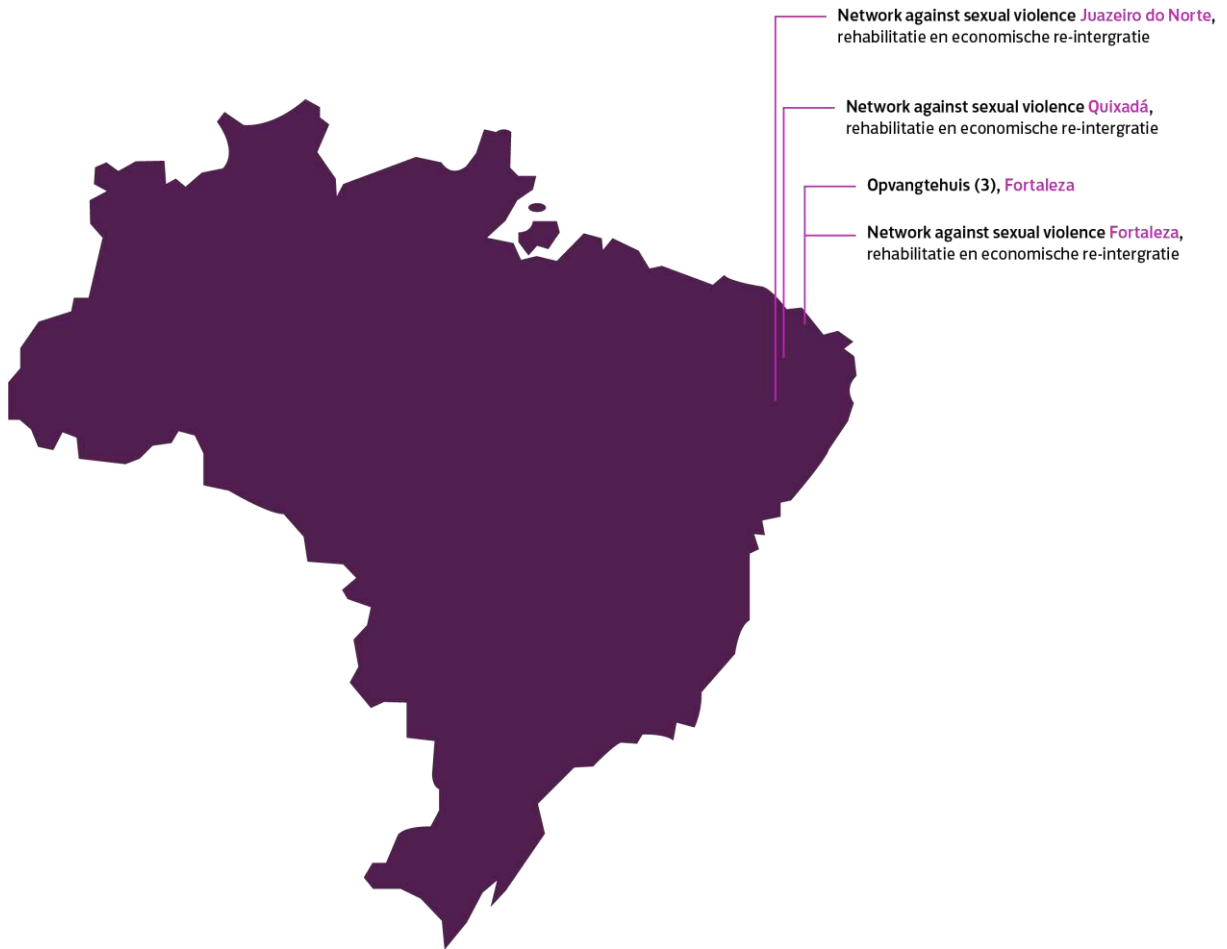 Network against sexual violence Juazeiro do Norte,
rehabilitatie en economische re-intergratie
Network against sexual violence Quixadá,
rehabilitatie en economische re-intergratie
Opvangtehuis (3), Fortaleza
Network against sexual violence Fortaleza,
rehabilitatie en economische re-intergratie